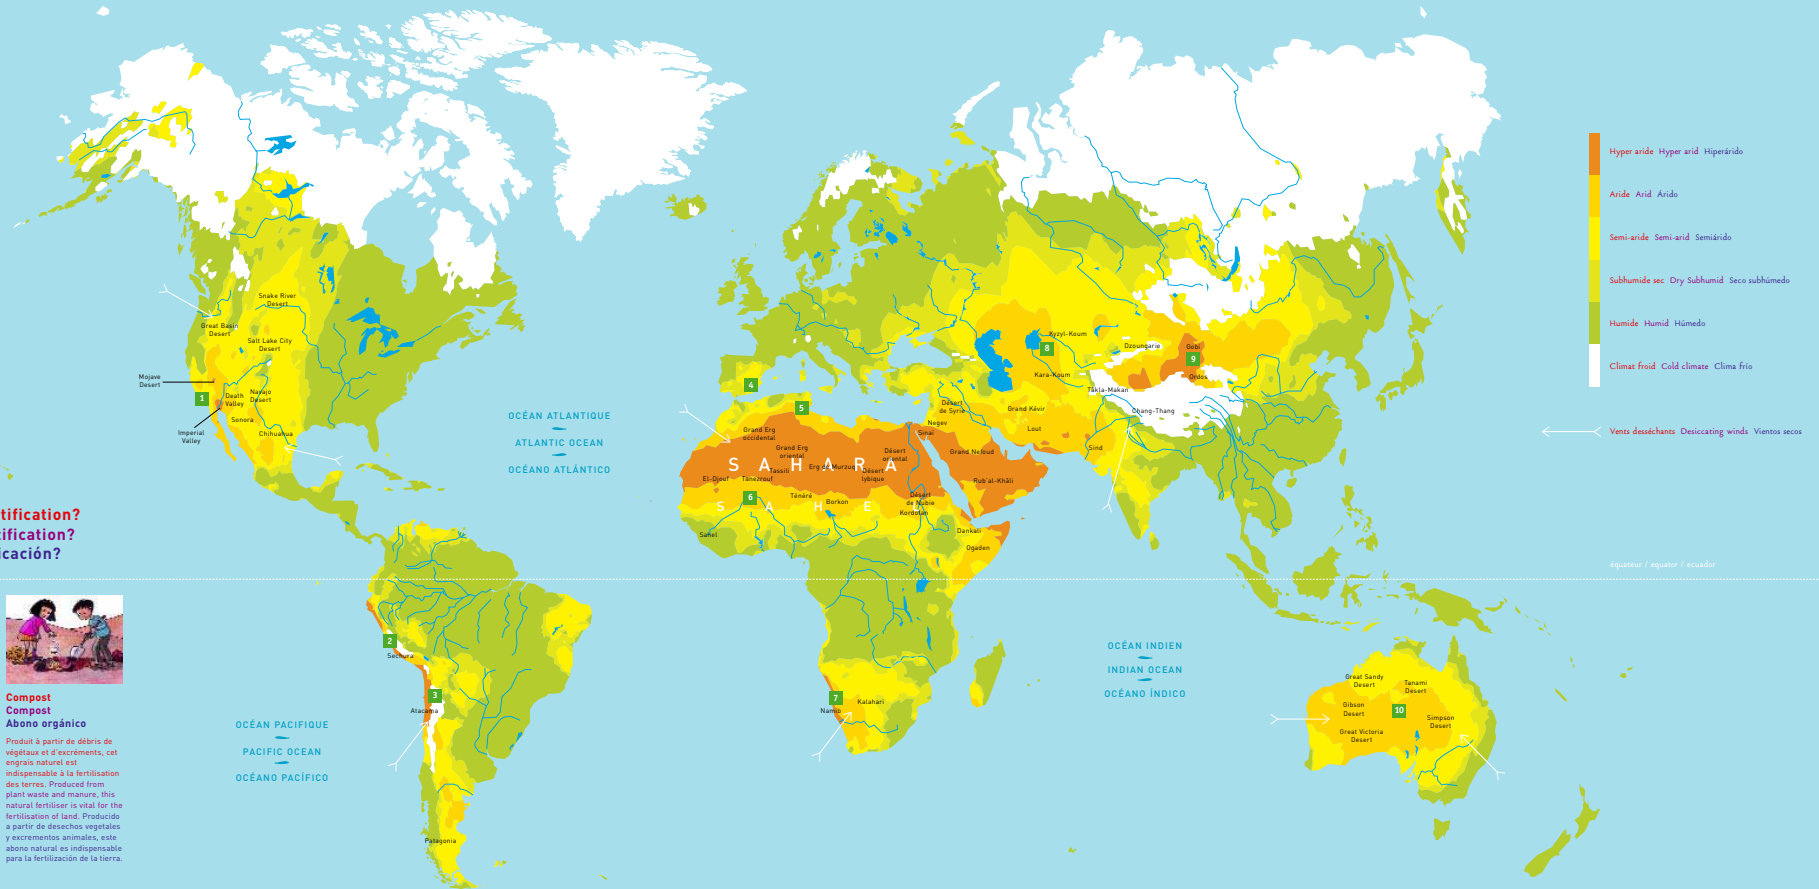 Hyper aride Hyper arid Hiperárido
Aride Arid Árido
Semi-aride Semi-arid Semiárido
Subhumide sec Dry Subhumid Seco subhúmedo
Humide Humid Húmedo
Climat froid Cold climate Clima frío
Vents desséchants Desiccating winds Vientos secos
équateur / equator / ecuador
Snake River
Desert
Great Basin
Desert
Salt Lake City
Desert
Mojave
Desert
1
Death
Valley
Navajo
Desert
Imperial
Valley
Sonora
Chihuahua
OCÉAN ATLANTIQUE
ATLANTIC OCEAN
OCÉANO ATLÁNTICO
4
5
Grand Erg
occidental
Grand Erg
oriental
SAHARA
El-Djouf
Tanezrouf
Tassili
Erg de Murzuq
Désert
lybique
Désert
oriental
6
Ténéré
Borkon
Désert
de Nubie
Kordofan
SAHEL
Sahel
Dankali
Ogaden
Désert
de Syrie
Negev
Sinaï
Grand Nefoud
Rub'al-Khâli
Grand Kévir
Lout
Sind
Kyzyl-Koum
8
Kara-Koum
Dzoungarie
Gobi
9
Ordos
Takla-Makan
Chang-Thang
tification?
tification?
icación?
2
Sechura
3
Atacama
Patagonia
OCÉAN PACIFIQUE
PACIFIC OCEAN
OCÉANO PACÍFICO
7
Namib
Kalahari
OCÉAN INDIEN
INDIAN OCEAN
OCÉANO ÍNDICO
Great Sandy
Desert
Tanami
Desert
Gibson
Desert
10
Simpson
Desert
Great Victoria
Desert
Compost
Compost
Abono orgánico
Produit à partir de débris de
végétaux et d'excréments, cet
engrais naturel est
indispensable à la fertilisation
des terres. Produced from
plant waste and manure, this
natural fertiliser is vital for the
fertilisation of land. Producido
a partir de desechos vegetales
y excrementos animales, este
abono natural es indispensable
para la fertilización de la tierra.